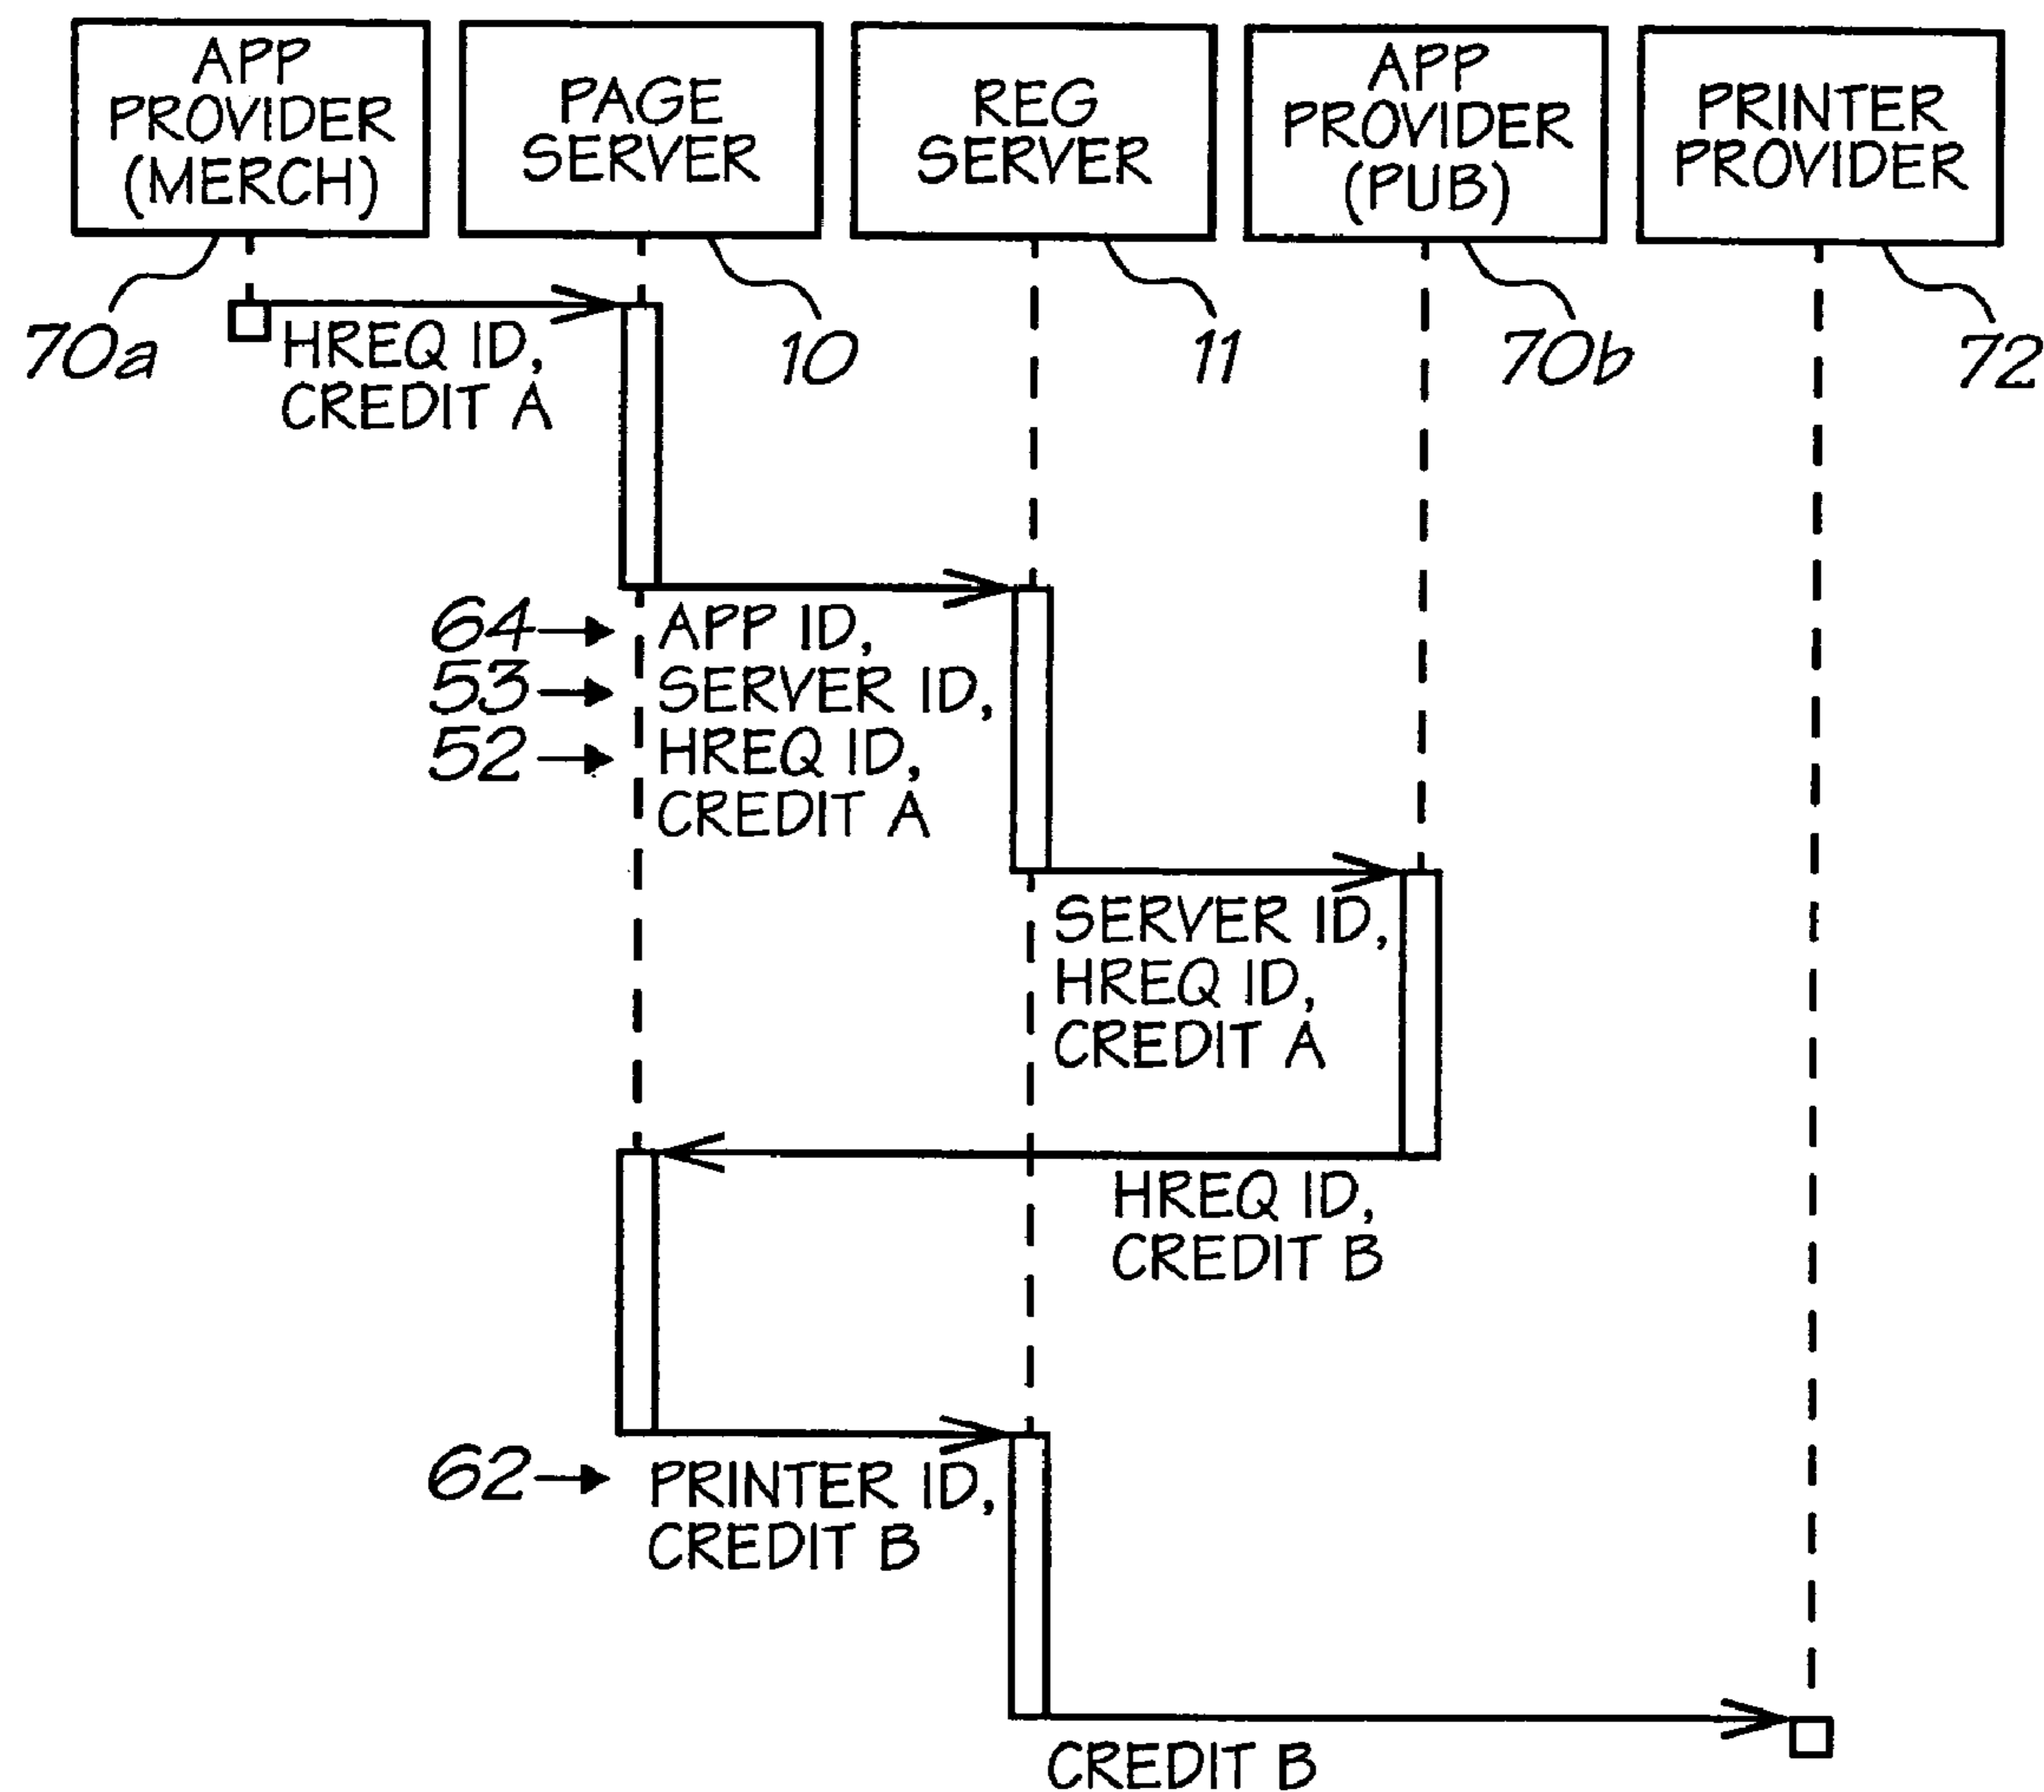 APP
PROVIDER
(MERCH)
PAGE
SERVER
REG
SERVER
APP
PROVIDER
(PUB)
PRINTER
PROVIDER
70a
10
11
70b
72
HREQ ID,
CREDIT A
64
APP ID,
53
SERVER ID,
52
HREQ ID,
CREDIT A
SERVER ID,
HREQ ID,
CREDIT A
HREQ ID,
CREDIT B
62
PRINTER ID,
CREDIT B
CREDIT B